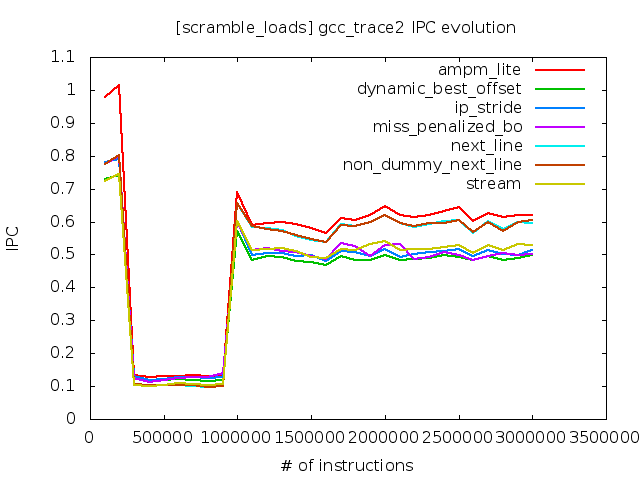 [scramble_loads] gcc_trace2 IPC evolution
1.1
1
0.9
0.8
0.7
0.6
0.5
0.4
0.3
0.2
0.1
0
IPC
ampm_lite
dynamic_best_offset
ip_stride
miss_penalized_bo
next_line
non_dummy_next_line
stream
0 500000 1000000 1500000 2000000 2500000 3000000 3500000
# of instructions